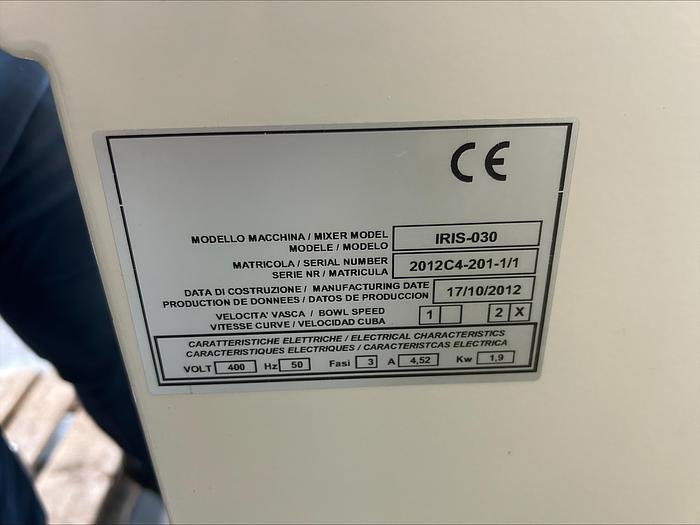 CE
MODELLO MACCHINA / MIXER MODEL
MODELE / MODELO
IRIS-030
MATRICOLA / SERIAL NUMBER
SERIE NR / MATRICULA
2012C4-201-1/1
DATA DI COSTRUZIONE / MANUFACTURING DATE
PRODUCTION DE DONNEES / DATOS DE PRODUCCION
17/10/2012
VELOCITA' VASCA / BOWL SPEED
VITESSE CURVE / VELOCIDAD CUBA
1 2 X
CARATTERISTICHE ELETTRICHE / ELECTRICAL CHARACTERISTICS
CARACTERISTIQUES ELECTRIQUES / CARACTERISTCAS ELECTRICA
VOLT 400 Hz 50 Fasi 3 A 4,52 Kw 1,9